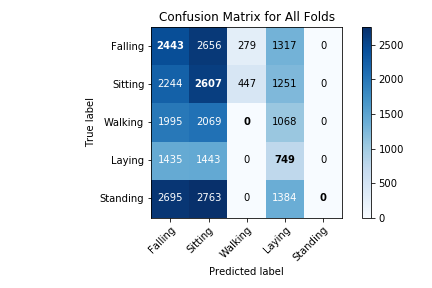 Confusion Matrix for All Folds
Falling 2443 2656 279 1317 0
Sitting 2244 2607 447 1251 0
Walking 1995 2069 0 1068 0
Laying 1435 1443 0 749 0
Standing 2695 2763 0 1384 0
Falling Sitting Walking Laying Standing
True label
Predicted label
2500
2000
1500
1000
500
0